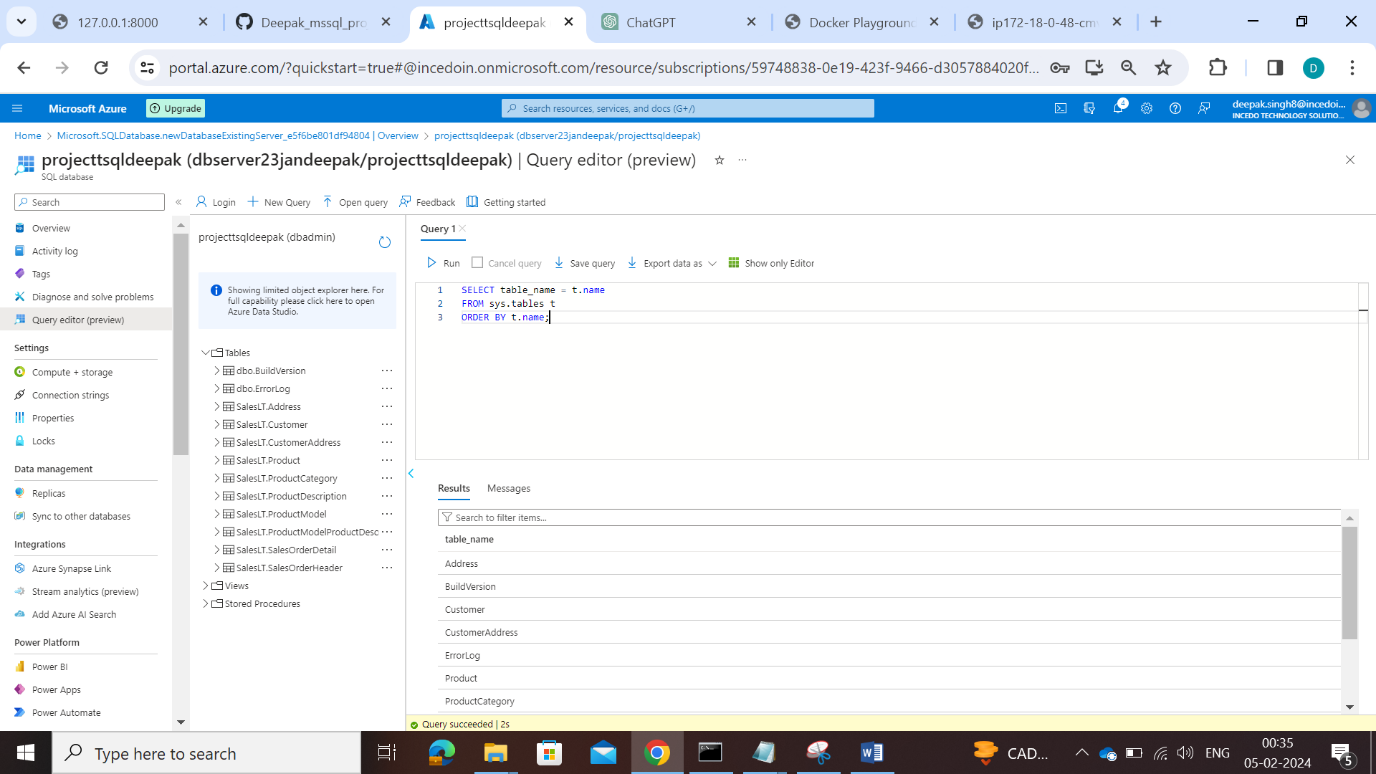 127.0.0.1:8000
Deepak_mssql_pro
projecttsqldeepak
ChatGPT
Docker Playground
ip172-18-0-48-cm
portal.azure.com/?quickstart=true#@incedoin.onmicrosoft.com/resource/subscriptions/59748838-0e19-423f-9466-d3057884020f...
D
Microsoft Azure
Upgrade
Search resources, services, and docs (G+/)
4
deepak.singh8@incedoi...
INCEDO TECHNOLOGY SOLUTIO...
Home > Microsoft.SQLDatabase.newDatabaseExistingServer_e5f6be801df94804 | Overview > projecttsqldeepak (dbserver23jandeepak/projecttsqldeepak)
projecttsqldeepak (dbserver23jandeepak/projecttsqldeepak) | Query editor (preview)
SQL database
Search
Login
New Query
Open query
Feedback
Getting started
Overview
Activity log
Tags
Diagnose and solve problems
Query editor (preview)
Settings
Compute + storage
Connection strings
Properties
Locks
Data management
Replicas
Sync to other databases
Integrations
Azure Synapse Link
Stream analytics (preview)
Add Azure AI Search
Power Platform
Power BI
Power Apps
Power Automate
projecttsqldeepak (dbadmin)
Showing limited object explorer here. For
full capability please click here to open
Azure Data Studio.
Tables
dbo.BuildVersion
dbo.ErrorLog
SalesLT.Address
SalesLT.Customer
SalesLT.CustomerAddress
SalesLT.Product
SalesLT.ProductCategory
SalesLT.ProductDescription
SalesLT.ProductModel
SalesLT.ProductModelProductDesc
SalesLT.SalesOrderDetail
SalesLT.SalesOrderHeader
Views
Stored Procedures
Query 1
Run
Cancel query
Save query
Export data as
Show only Editor
1 SELECT table_name = t.name
2 FROM sys.tables t
3 ORDER BY t.name;
Results
Messages
Search to filter items...
table_name
Address
BuildVersion
Customer
CustomerAddress
ErrorLog
Product
ProductCategory
Query succeeded | 2s
Type here to search
CAD...
ENG
00:35
05-02-2024
5